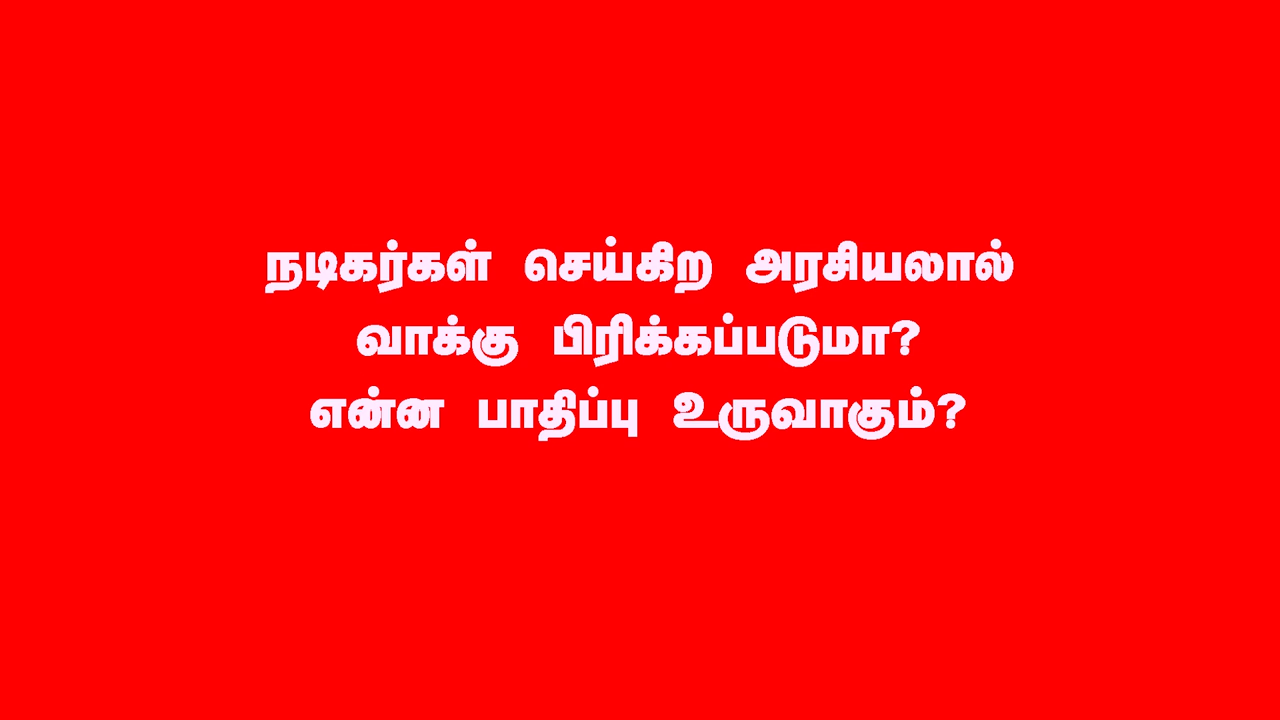 நடிகர்கள் செய்கிற அரசியலால்
வாக்கு பிரிக்கப்படுமா?
என்ன பாதிப்பு உருவாகும்?